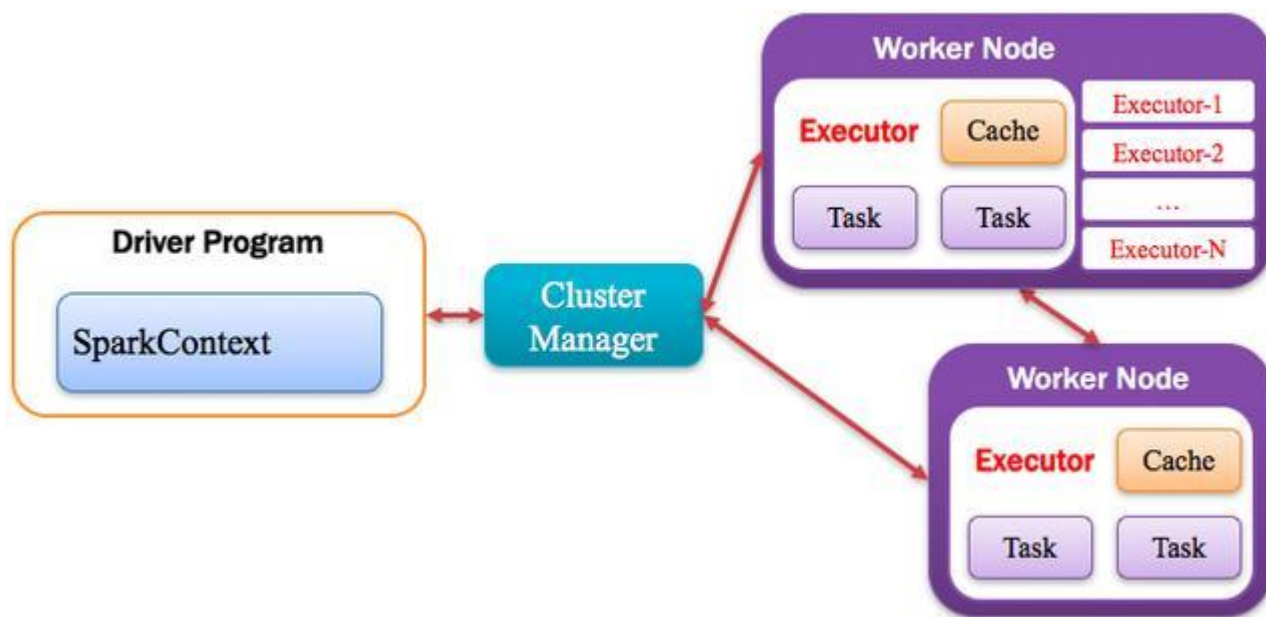 Worker Node
Executor
Cache
Task
Task
Executor-1
Executor-2
...
Executor-N
Driver Program
SparkContext
Cluster
Manager
Worker Node
Executor
Cache
Task
Task